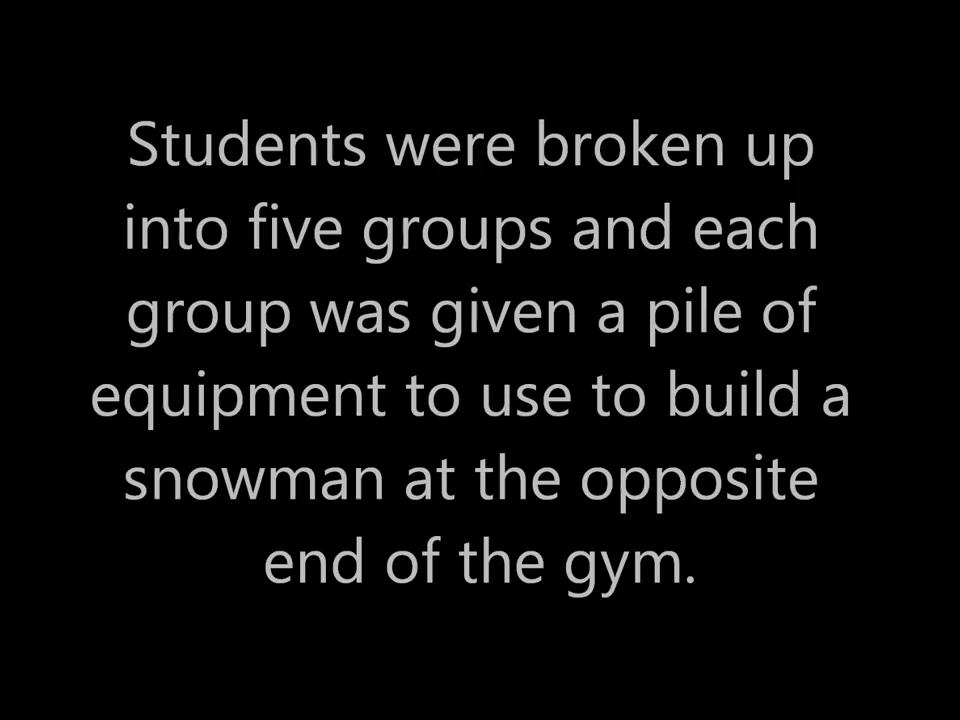 Students were broken up
into five groups and each
group was given a pile of
equipment to use to build a
snowman at the opposite
end of the gym.